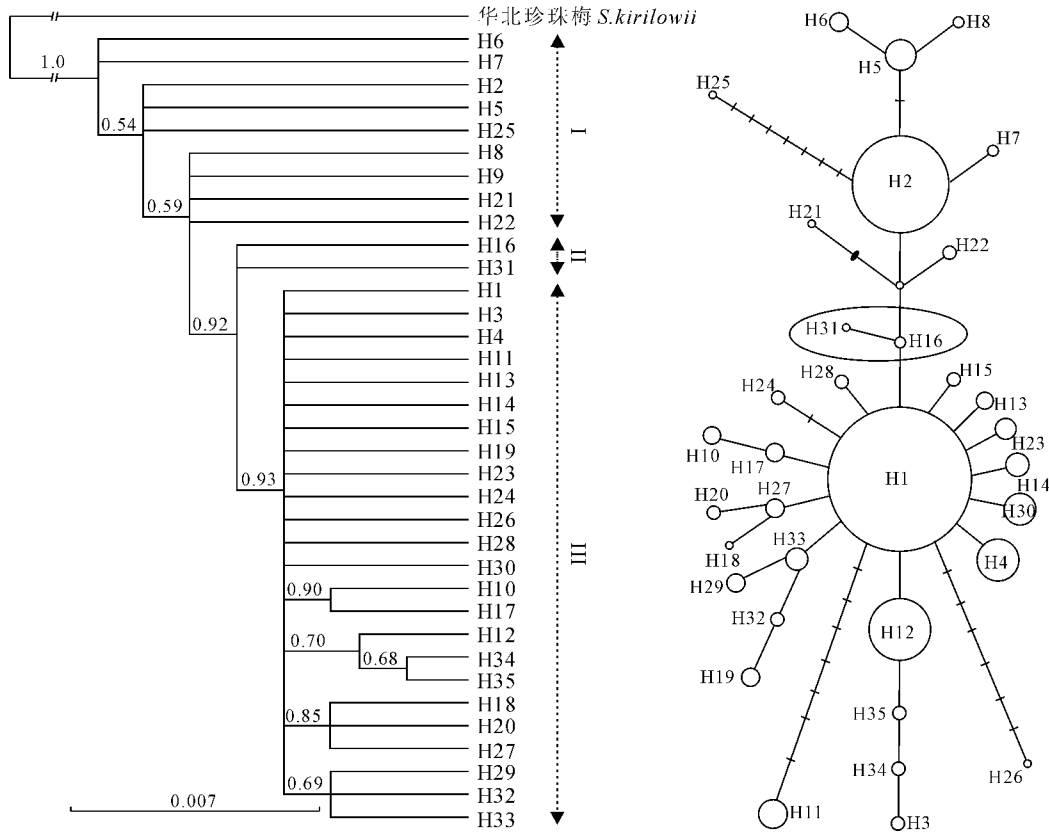 华北珍珠梅 S.kirilowii
H6
1.0
H7
H2
H5
0.54
H25
H8
H9
H21
0.59
H22
I
H16
II
H31
H1
H3
0.92
H4
H11
H13
H14
H15
H19
0.93
H23
H24
H26
H28
H30
III
0.90
H10
H17
0.70
H12
0.68
H34
H35
H18
0.85
H20
H27
H29
0.69
H32
H33
0.007
H6
H8
H5
H25
H7
H2
H21
H22
H31
H16
H28
H15
H24
H13
H23
H10
H17
H1
H14
H20
H27
H30
H18
H33
H4
H29
H32
H12
H19
H35
H34
H26
H11
H3